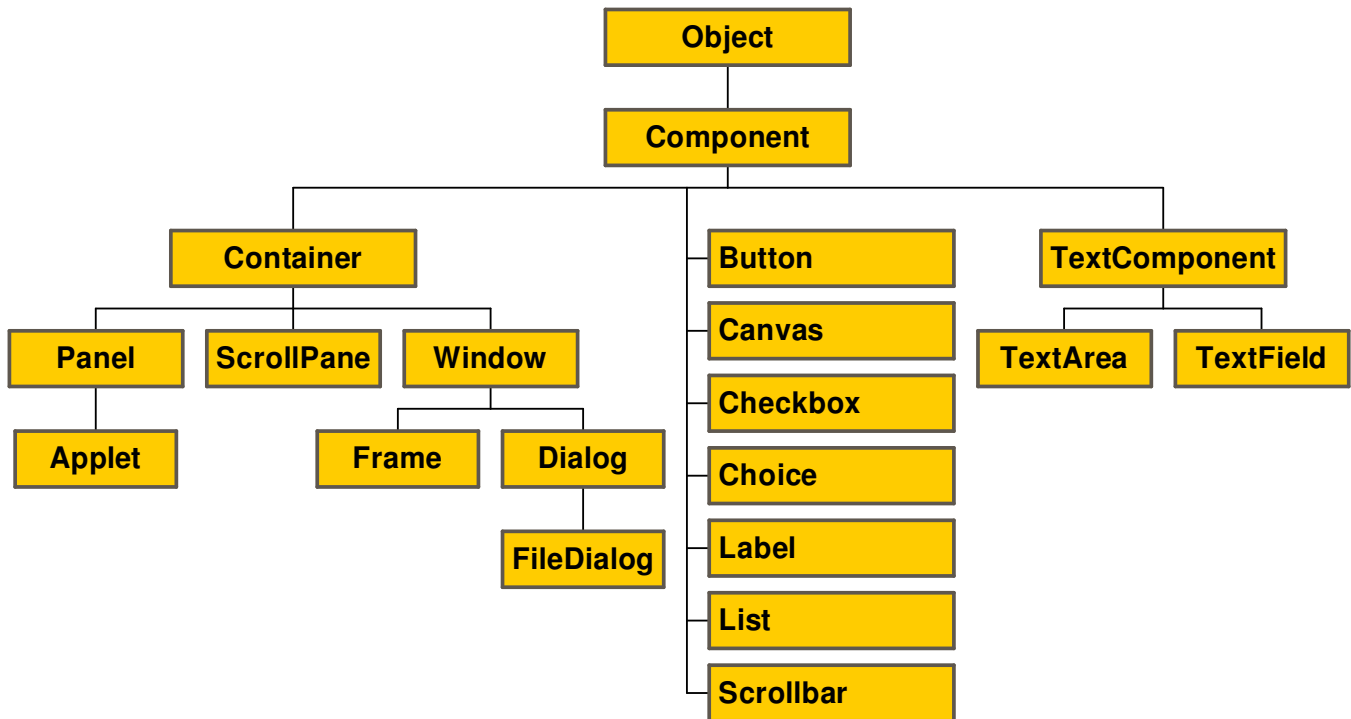 Object
Component
Container
Button
TextComponent
Panel
ScrollPane
Window
Canvas
TextArea
TextField
Checkbox
Applet
Frame
Dialog
Choice
FileDialog
Label
List
Scrollbar